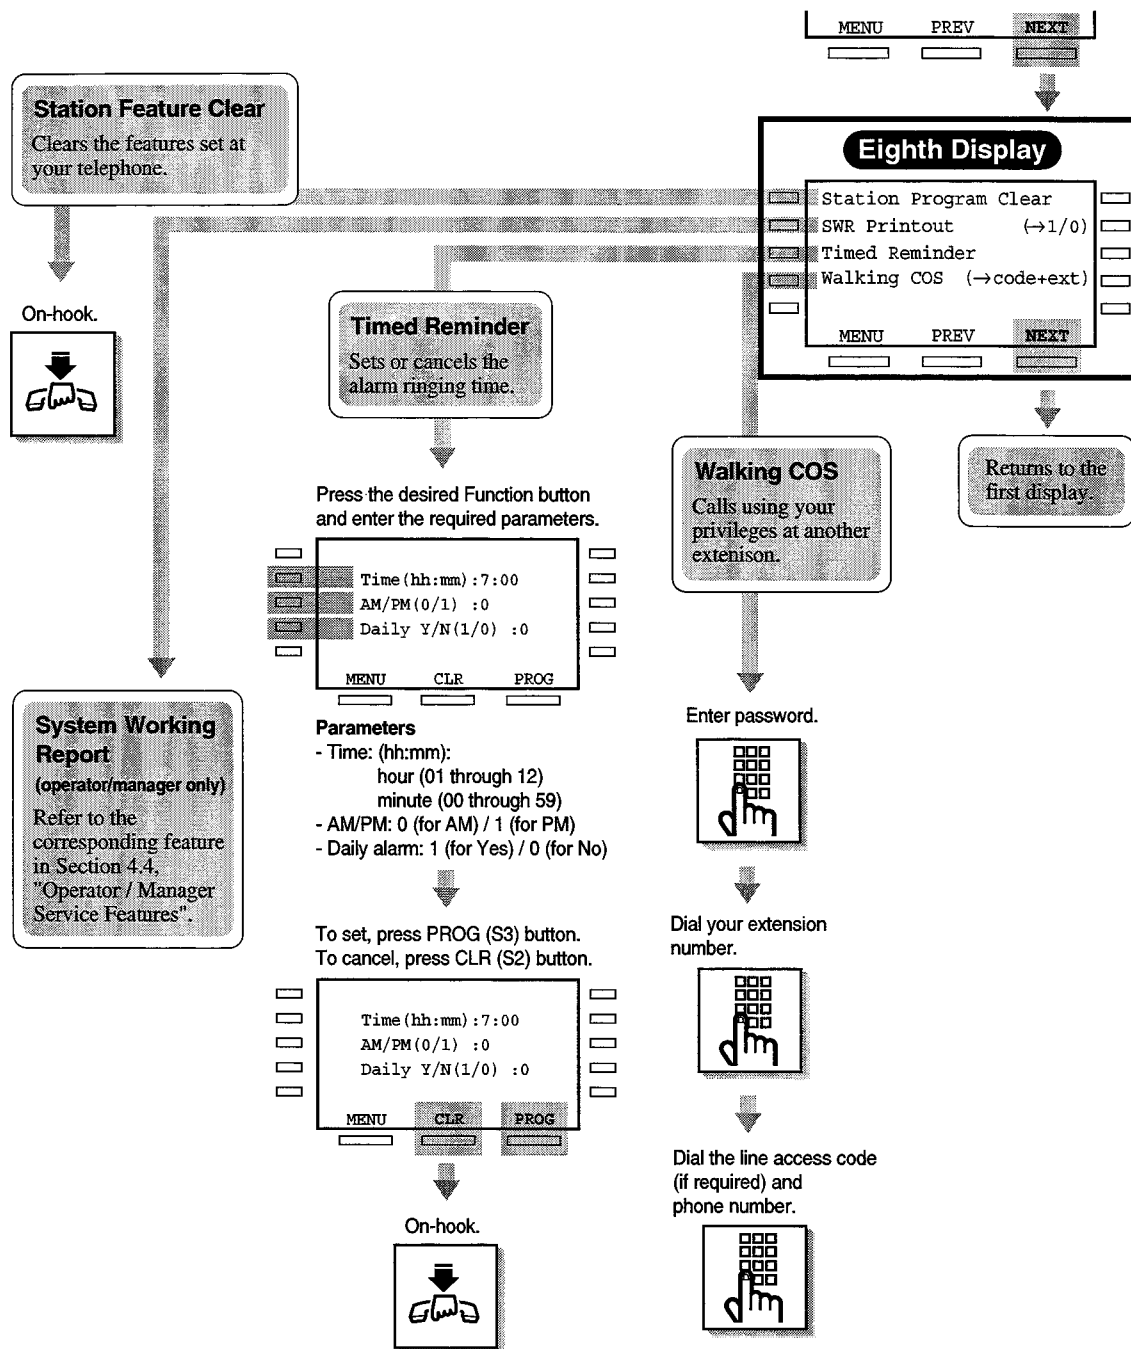 MENU PREV NEXT
Station Feature Clear
Clears the features set at
your telephone.
On-hook.
Eighth Display
Station Program Clear
SWR Printout (→1/0)
Timed Reminder
Walking COS (→code+ext)
MENU PREV NEXT
Returns to the
first display.
Timed Reminder
Sets or cancels the
alarm ringing time.
Press the desired Function button
and enter the required parameters.
Time(hh:mm):7:00
AM/PM(0/1) :0
Daily Y/N(1/0) :0
MENU CLR PROG
Parameters
- Time: (hh:mm):
hour (01 through 12)
minute (00 through 59)
- AM/PM: 0 (for AM) / 1 (for PM)
- Daily alarm: 1 (for Yes) / 0 (for No)
To set, press PROG (S3) button.
To cancel, press CLR (S2) button.
Time(hh:mm):7:00
AM/PM(0/1) :0
Daily Y/N(1/0) :0
MENU CLR PROG
On-hook.
Walking COS
Calls using your
privileges at another
extenison.
Enter password.
Dial your extension
number.
Dial the line access code
(if required) and
phone number.
System Working
Report
(operator/manager only)
Refer to the
corresponding feature
in Section 4.4,
"Operator / Manager
Service Features".